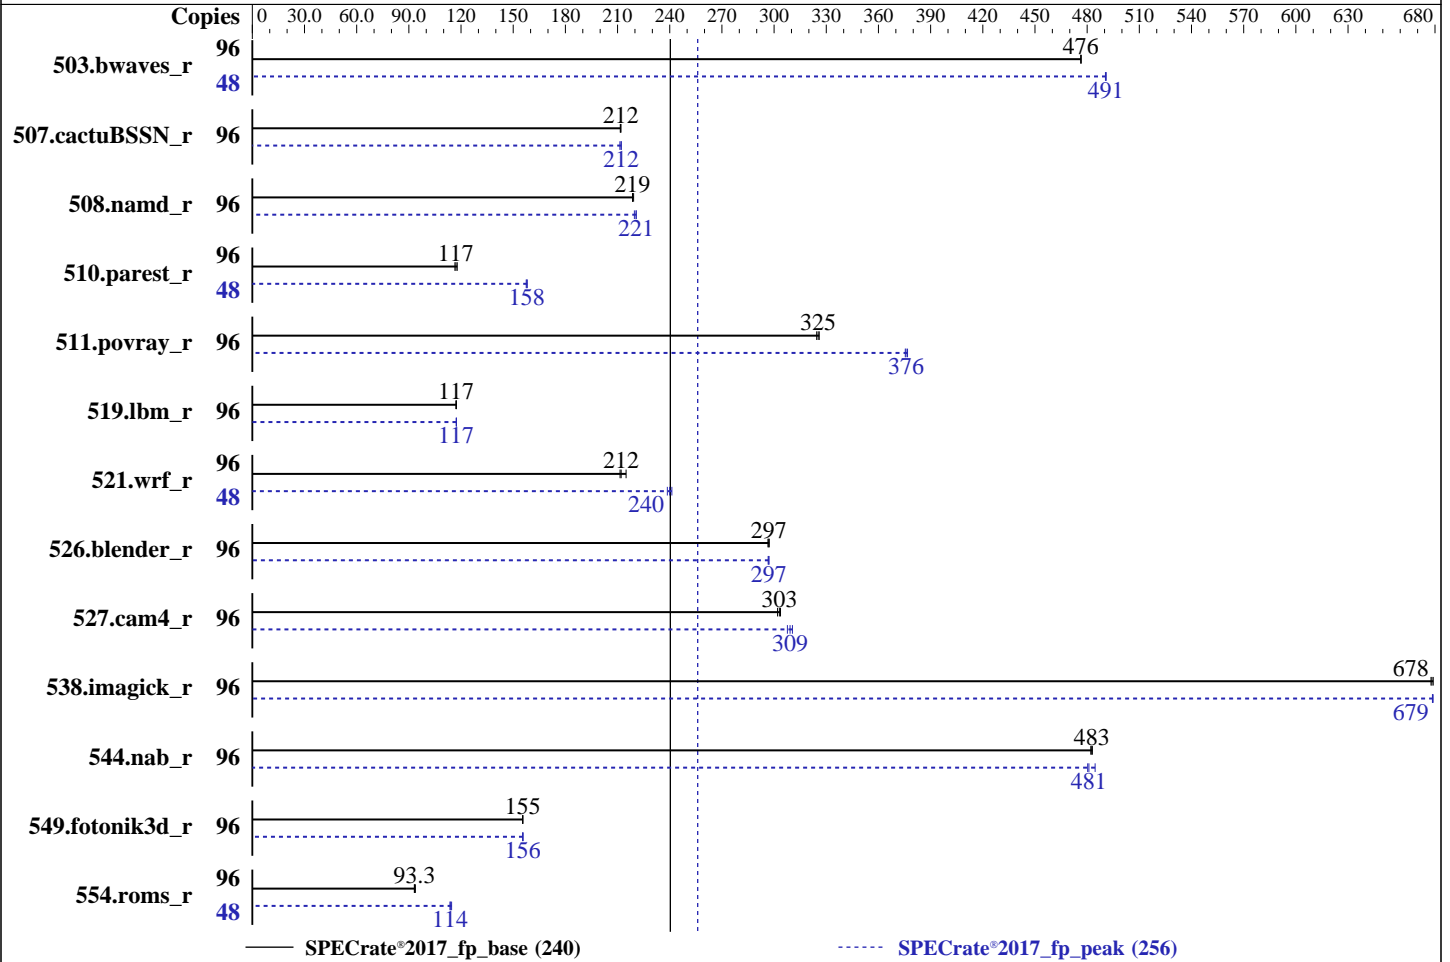 Copies 0 30.0 60.0 90.0 120 150 180 210 240 270 300 330 360 390 420 450 480 510 540 570 600 630 680
503.bwaves_r 96 476
48 491
507.cactuBSSN_r 96 212
212
508.namd_r 96 219
221
510.parest_r 96 117
48 158
511.povray_r 96 325
376
519.lbm_r 96 117
117
521.wrf_r 96 212
48 240
526.blender_r 96 297
297
527.cam4_r 96 303
309
538.imagick_r 96 678
679
544.nab_r 96 483
481
549.fotonik3d_r 96 155
156
554.roms_r 96 93.3
48 114
SPECrate®2017_fp_base (240) SPECrate®2017_fp_peak (256)